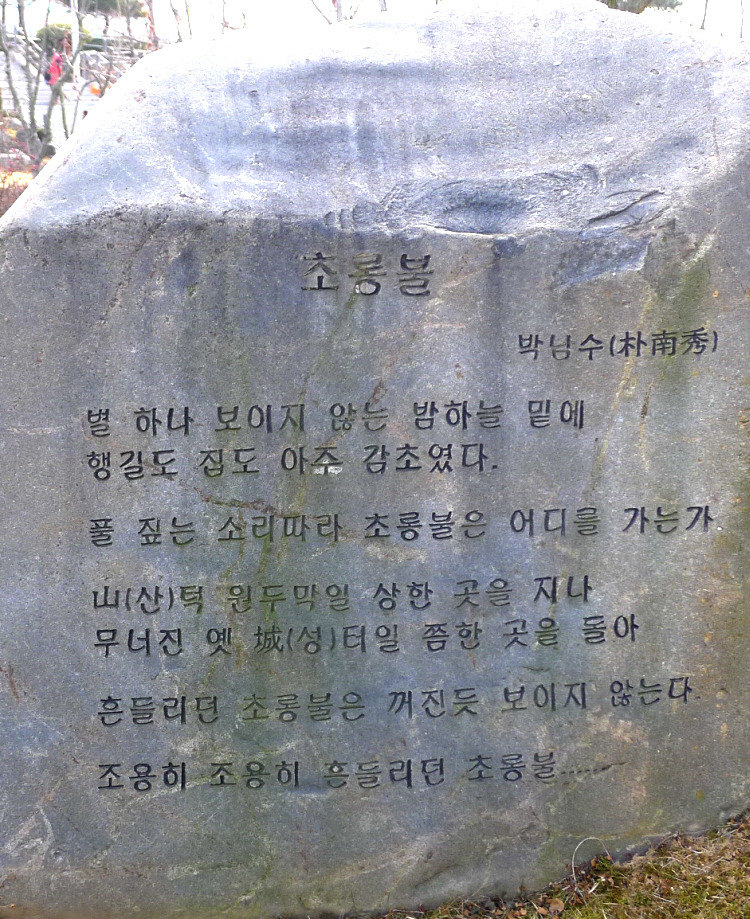 초롱불
박남수(朴南秀)
별 하나 보이지 않는 밤하늘 밑에
행길도 집도 아주 감초였다.
풀 짚는 소리따라 초롱불은 어디를 가는가
山(산)턱 원두막일 상한 곳을 지나
무너진 옛 城(성)터일 쯤한 곳을 돌아
흔들리던 초롱불은 꺼진듯 보이지 않는다.
조용히 조용히 흔들리던 초롱불........